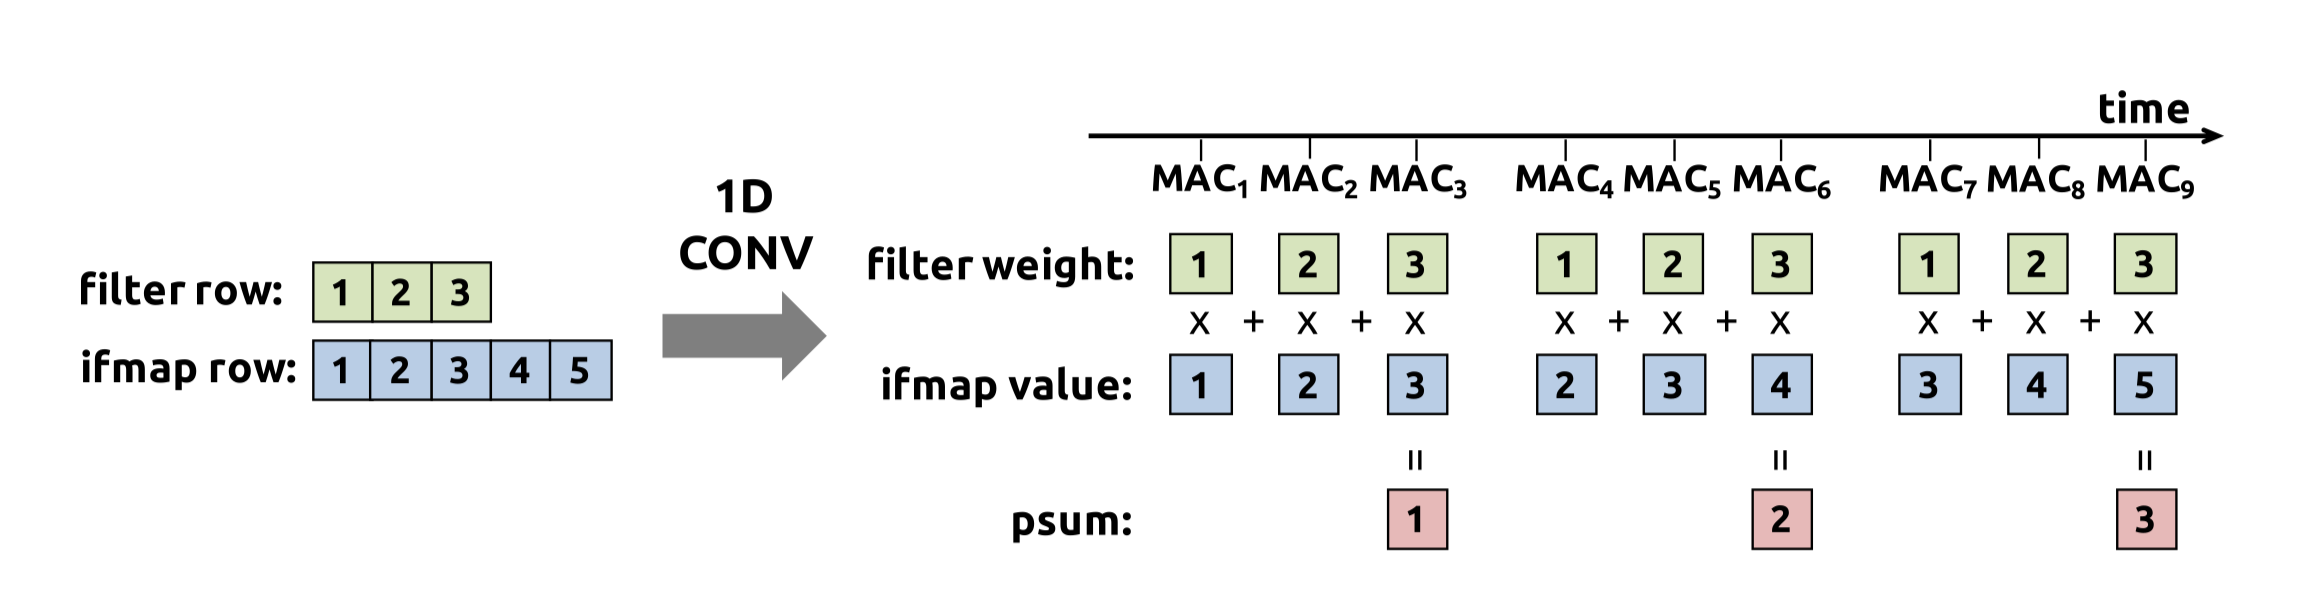 time
MAC1 MAC2 MAC3 MAC4 MAC5 MAC6 MAC7 MAC8 MAC9
1D
CONV
filter row: 1 2 3
ifmap row: 1 2 3 4 5
filter weight: 1 2 3 1 2 3 1 2 3
x + x + x x + x + x x + x + x
ifmap value: 1 2 3 2 3 4 3 4 5
= = =
psum: 1 2 3